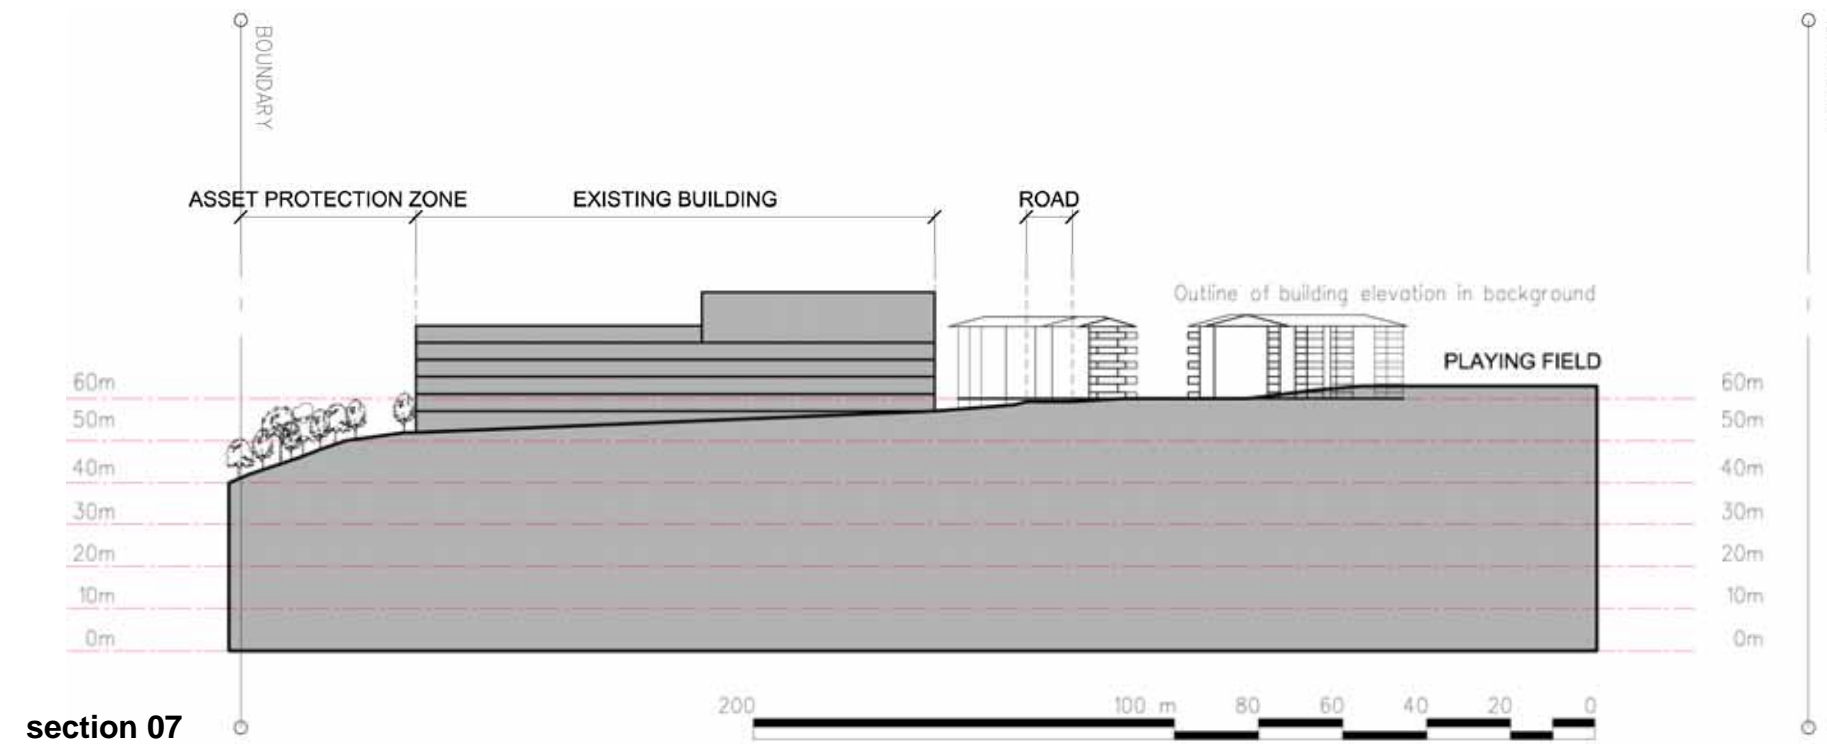 BOUNDARY
ASSET PROTECTION ZONE
EXISTING BUILDING
ROAD
Outline of building elevation in background
PLAYING FIELD
60m
60m
50m
50m
40m
40m
30m
30m
20m
20m
10m
10m
0m
0m
200
100 m
80
60
40
20
0
section 07